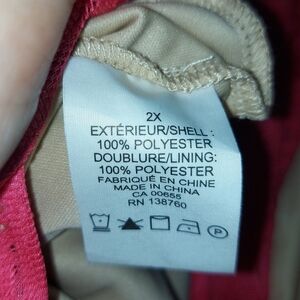 2X
EXTÉRIEUR/SHELL:
100% POLYESTER
DOUBLURE/LINING:
100% POLYESTER
FABRIQUÉ EN CHINE
MADE IN CHINA
CA 00655
RN 138760
P